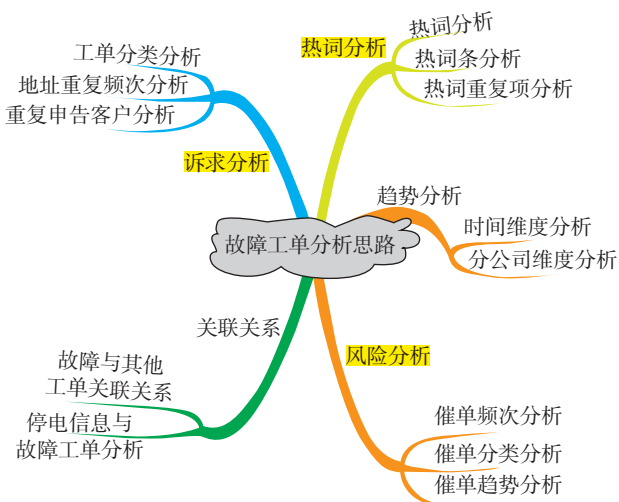 工单分类分析
地址重复频次分析
重复申告客户分析
诉求分析
热词分析
热词分析
热词条分析
热词重复项分析
趋势分析
时间维度分析
分公司维度分析
故障工单分析思路
关联关系
故障与其他
工单关联关系
停电信息与
故障工单分析
风险分析
催单频次分析
催单分类分析
催单趋势分析